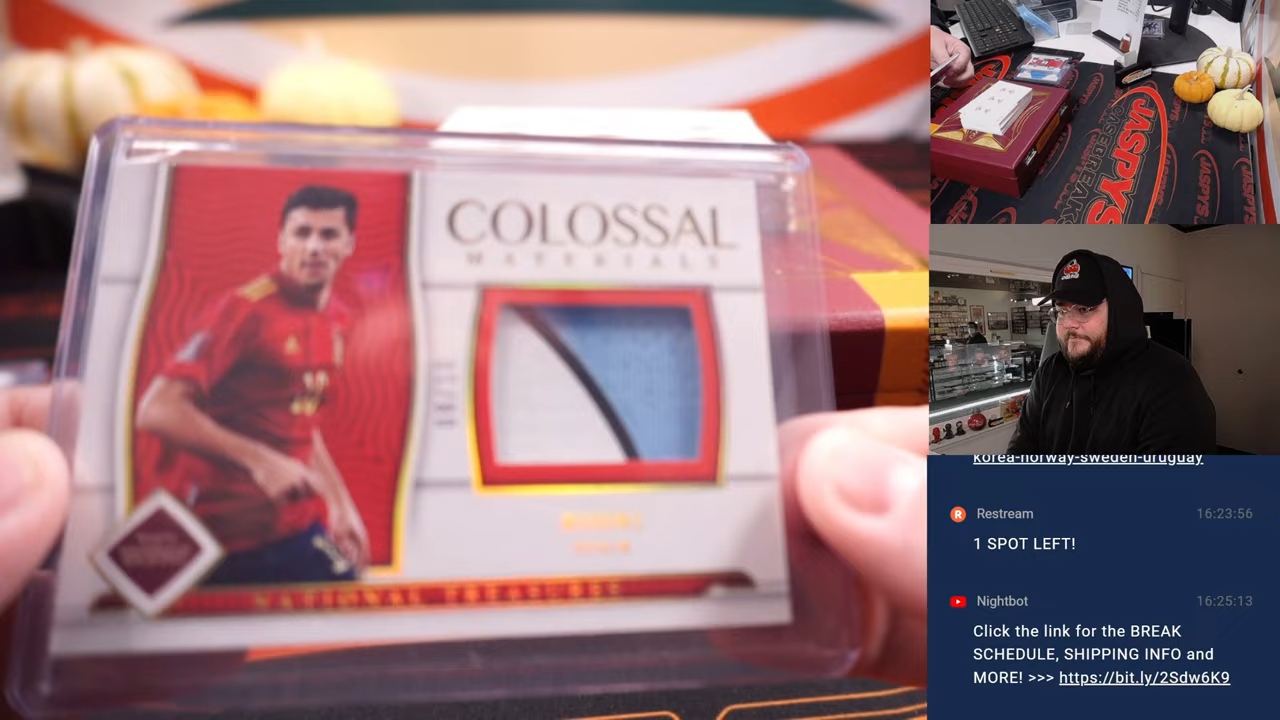 COLOSSAL
MATERIALS
NATIONAL TREASURES
JASPYS
korea-norway-sweden-uruguay
Restream
16:23:56
1 SPOT LEFT!
Nightbot
16:25:13
Click the link for the BREAK
SCHEDULE, SHIPPING INFO and
MORE! >>> https://bit.ly/2Sdw6K9